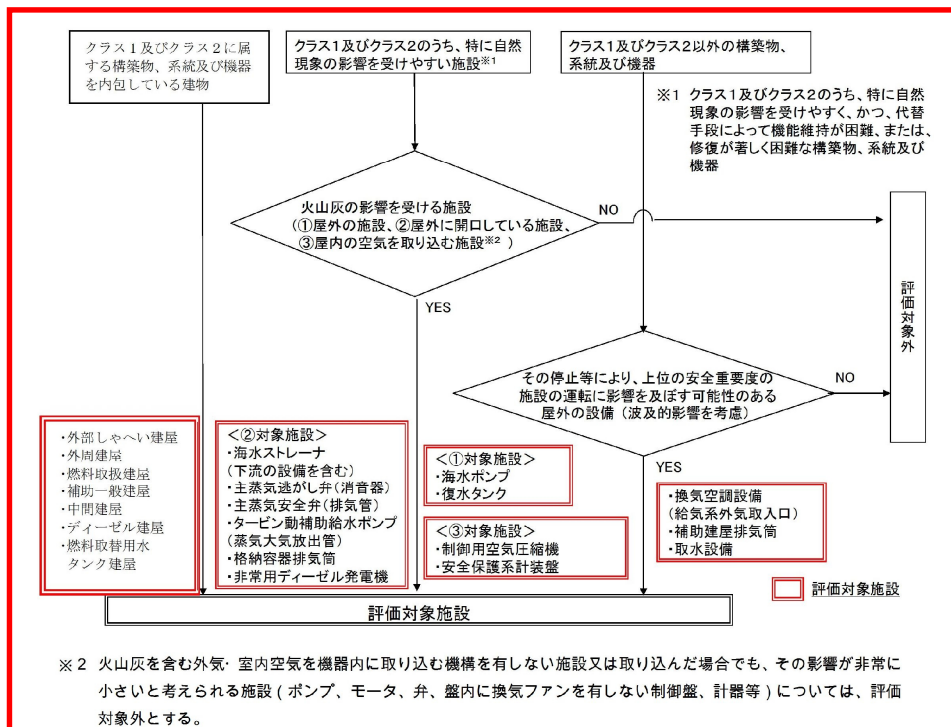 クラス1及びクラス2に属
する構築物、系統及び機器
を内包している建物
クラス1及びクラス2のうち、特に自然
現象の影響を受けやすい施設※1
クラス1及びクラス2以外の構築物、
系統及び機器
※1 クラス1及びクラス2のうち、特に自然
現象の影響を受けやすく、かつ、代替
手段によって機能維持が困難、または、
修復が著しく困難な構築物、系統及び
機器
火山灰の影響を受ける施設
(①屋外の施設、②屋外に開口している施設、
③屋内の空気を取り込む施設※2)
NO
YES
評価対象外
その停止等により、上位の安全重要度の
施設の運転に影響を及ぼす可能性のある
屋外の設備(波及的影響を考慮)
NO
YES
・外部しゃへい建屋
・外周建屋
・燃料取扱建屋
・補助一般建屋
・中間建屋
・ディーゼル建屋
・燃料取替用水
タンク建屋
<②対象施設>
・海水ストレーナ
(下流の設備を含む)
・主蒸気逃がし弁(消音器)
・主蒸気安全弁(排気管)
・タービン動補助給水ポンプ
(蒸気大気放出管)
・格納容器排気筒
・非常用ディーゼル発電機
<①対象施設>
・海水ポンプ
・復水タンク
<③対象施設>
・制御用空気圧縮機
・安全保護系計装盤
・換気空調設備
(給気系外気取入口)
・補助建屋排気筒
・取水設備
評価対象施設
評価対象施設
※2 火山灰を含む外気・室内空気を機器内に取り込む機構を有しない施設又は取り込んだ場合でも、その影響が非常に
小さいと考えられる施設(ポンプ、モータ、弁、盤内に換気ファンを有しない制御盤、計器等)については、評価
対象外とする。